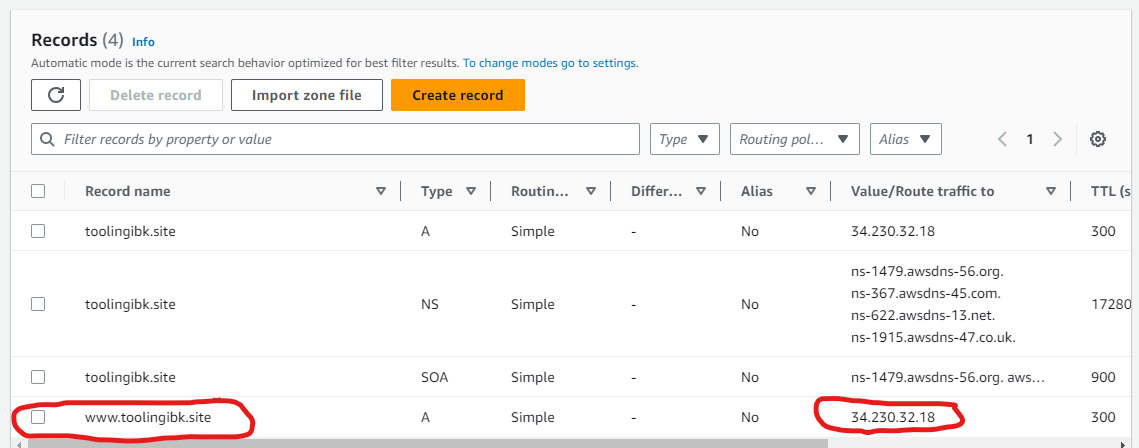 Records (4) Info
Automatic mode is the current search behavior optimized for best filter results. To change modes go to settings.
Delete record Import zone file Create record
Filter records by property or value Type Routing pol... Alias 1
Record name Type Routin... Differ... Alias Value/Route traffic to TTL (s
toolingibk.site A Simple - No 34.230.32.18 300
ns-1479.awsdns-56.org.
ns-367.awsdns-45.com.
toolingibk.site NS Simple - No 17280
ns-622.awsdns-13.net.
ns-1915.awsdns-47.co.uk.
toolingibk.site SOA Simple - No ns-1479.awsdns-56.org. aws... 900
www.toolingibk.site A Simple - No 34.230.32.18 300